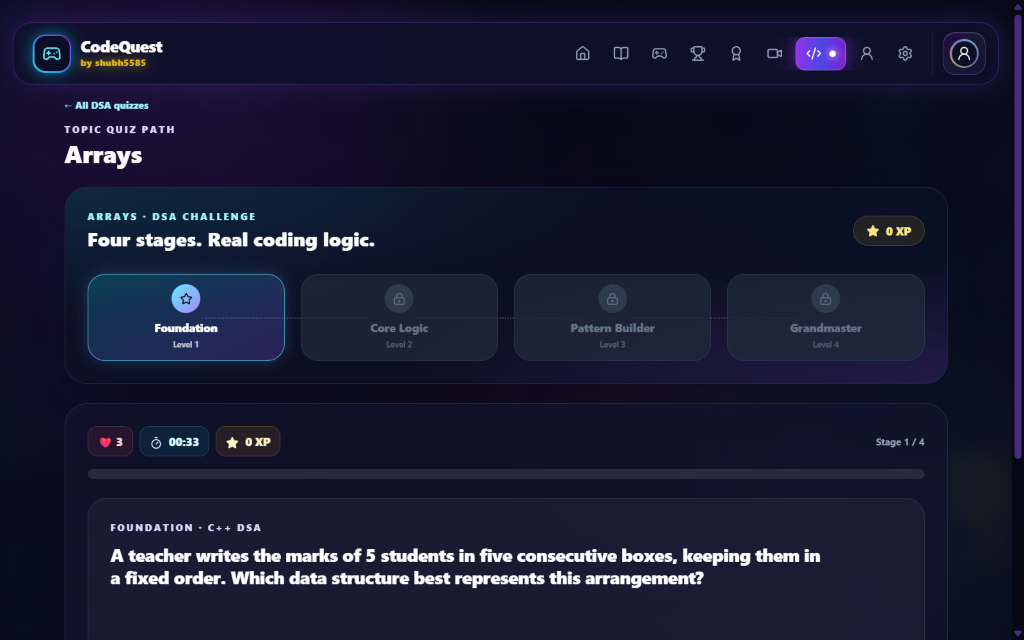 CodeQuest
by shubh5585
← All DSA quizzes
TOPIC QUIZ PATH
Arrays
ARRAYS · DSA CHALLENGE
Four stages. Real coding logic.
0 XP
Foundation
Level 1
Core Logic
Level 2
Pattern Builder
Level 3
Grandmaster
Level 4
3
00:33
0 XP
Stage 1 / 4
FOUNDATION · C++ DSA
A teacher writes the marks of 5 students in five consecutive boxes, keeping them in
a fixed order. Which data structure best represents this arrangement?